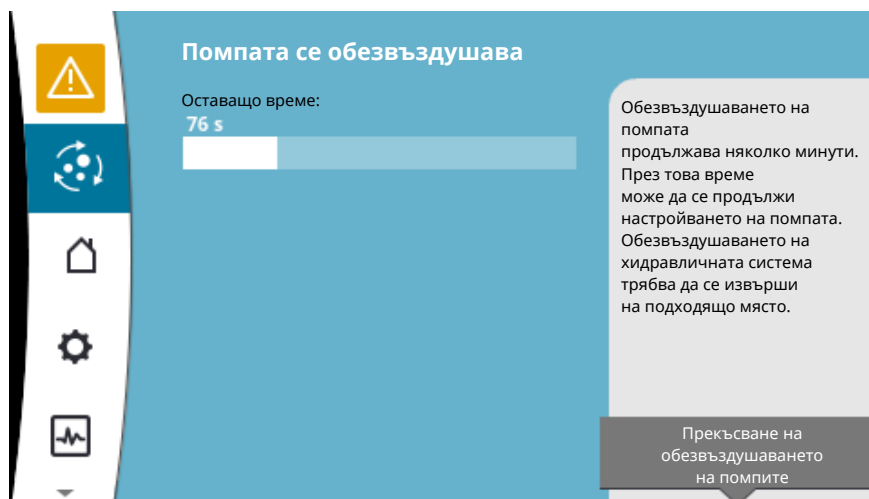 Помпата се обезвъздушава
Оставащо време:
76 s
Обезвъздушаването на
помпата
продължава няколко минути.
През това време
може да се продължи
настройването на помпата.
Обезвъздушаването на
хидравличната система
трябва да се извърши
на подходящо място.
Прекъсване на
обезвъздушаването
на помпите